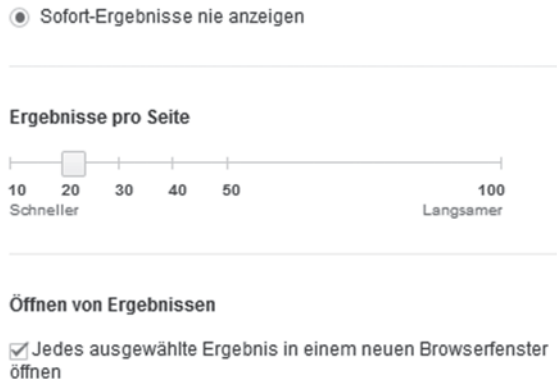 Sofort-Ergebnisse nie anzeigen
Ergebnisse pro Seite
10 20 30 40 50 100
Schneller Langsamer
Öffnen von Ergebnissen
Jedes ausgewählte Ergebnis in einem neuen Browserfenster
öffnen